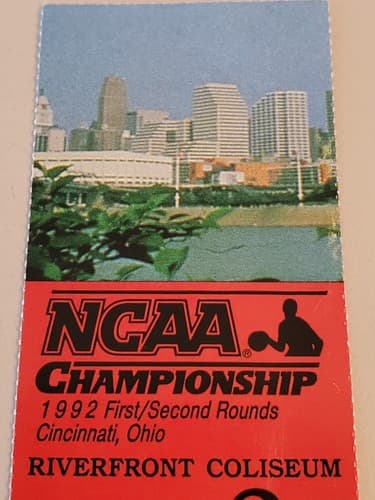 NCAA®
CHAMPIONSHIP
1992 First/Second Rounds
Cincinnati, Ohio
RIVERFRONT COLISEUM